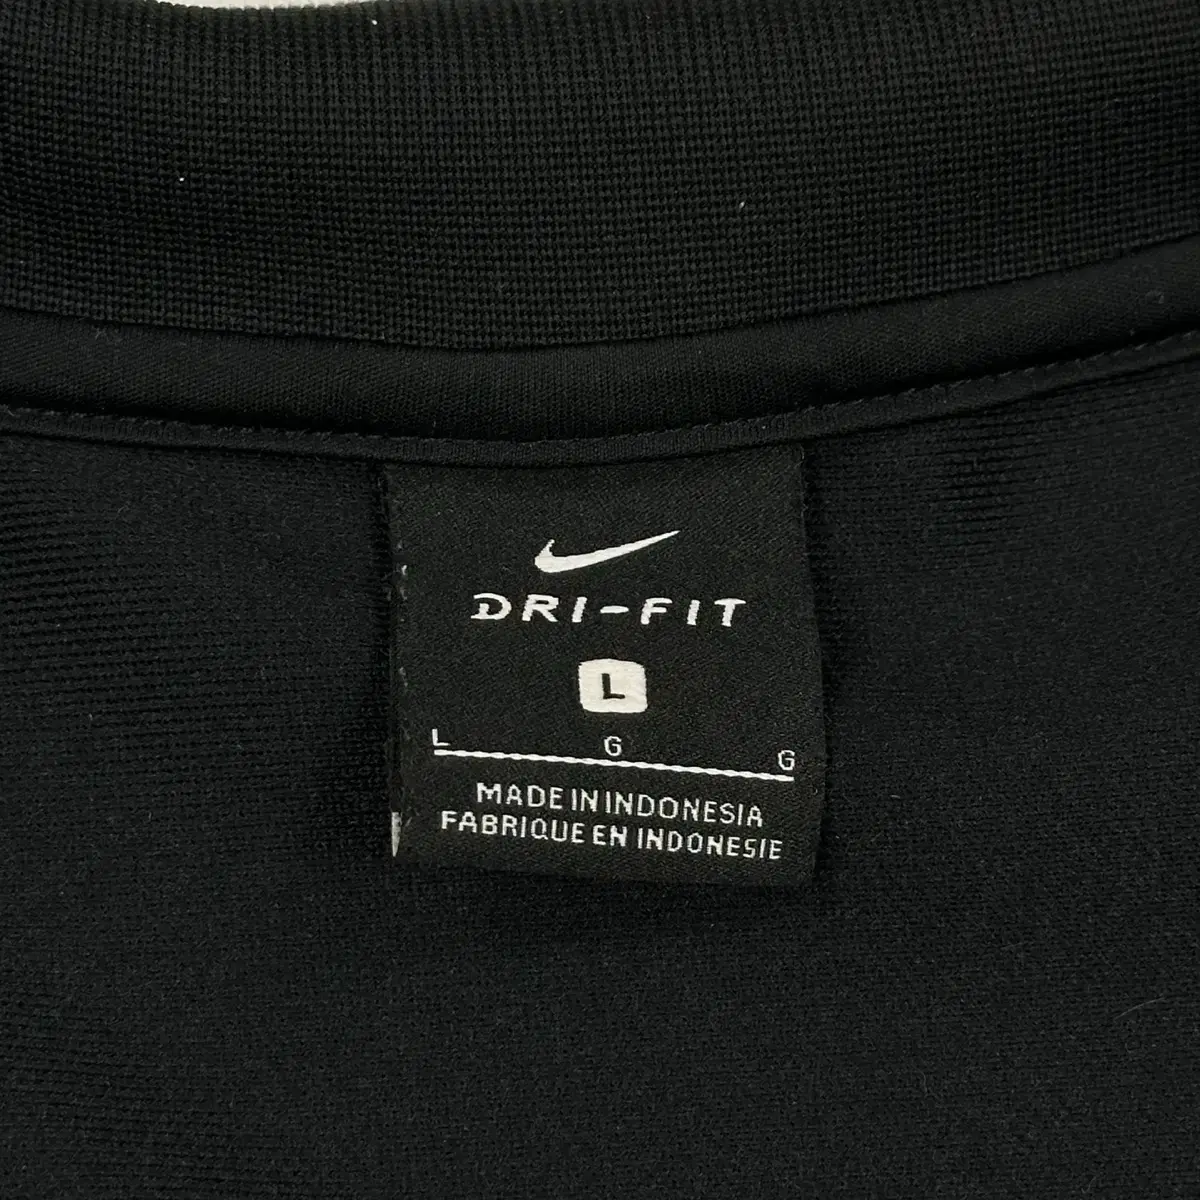 DRI-FIT
L
L G G
MADE IN INDONESIA
FABRIQUE EN INDONESIE